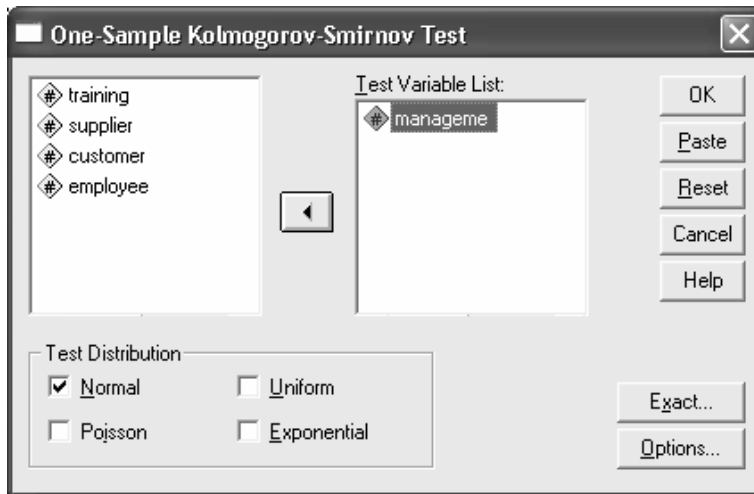 One-Sample Kolmogorov-Smirnov Test
training
supplier
customer
employee
Test Variable List:
manageme
OK
Paste
Reset
Cancel
Help
Test Distribution
Normal
Uniform
Poisson
Exponential
Exact...
Options...